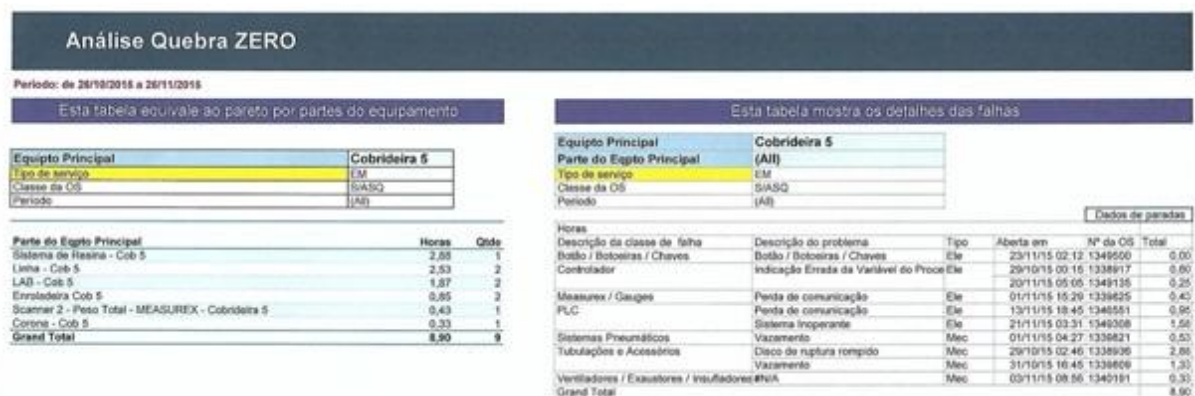 Análise Quebra ZERO
Período: de 26/10/2015 a 26/11/2015
Esta tabela equivale ao pareto por partes do equipamento
Equipto Principal Cobrideira 5
Tipo de serviço EM
Classe da OS S/ASQ
Período (All)
Parte do Eqpto Principal Horas Qtde
Sistema de Resina - Cob 5 2,88 1
Linha - Cob 5 2,53 2
LAB - Cob 5 1,87 2
Enroladeira Cob 5 0,85 2
Scanner 2 - Peso Total - MEASUREX - Cobrideira 5 0,43 1
Corona - Cob 5 0,33 1
Grand Total 8,90 9
Esta tabela mostra os detalhes das falhas
Equipto Principal Cobrideira 5
Parte do Eqpto Principal (All)
Tipo de serviço EM
Classe da OS S/ASQ
Período (All)
Dados de paradas
Horas
Descrição da classe de falha Descrição do problema Tipo Aberta em Nº da OS Total
Botão / Botoeiras / Chaves Botão / Botoeiras / Chaves Ele 23/11/15 02:12 1349500 0,00
Controlador Indicação Errada da Variável do Proce Ele 29/10/15 00:15 1338917 0,60
20/11/15 05:05 1349135 0,25
Measurex / Gauges Perda de comunicação Ele 01/11/15 15:29 1339825 0,43
PLC Perda de comunicação Ele 13/11/15 18:45 1346551 0,95
Sistema Inoperante Ele 21/11/15 03:31 1349308 1,58
Sistemas Pneumáticos Vazamento Mec 01/11/15 04:27 1339821 0,53
Tubulações e Acessórios Disco de ruptura rompido Mec 29/10/15 02:46 1338936 2,88
Vazamento Mec 31/10/15 16:45 1339809 1,33
Ventiladores / Exaustores / Insufladores #N/A Mec 03/11/15 08:56 1340191 0,33
Grand Total 8,90